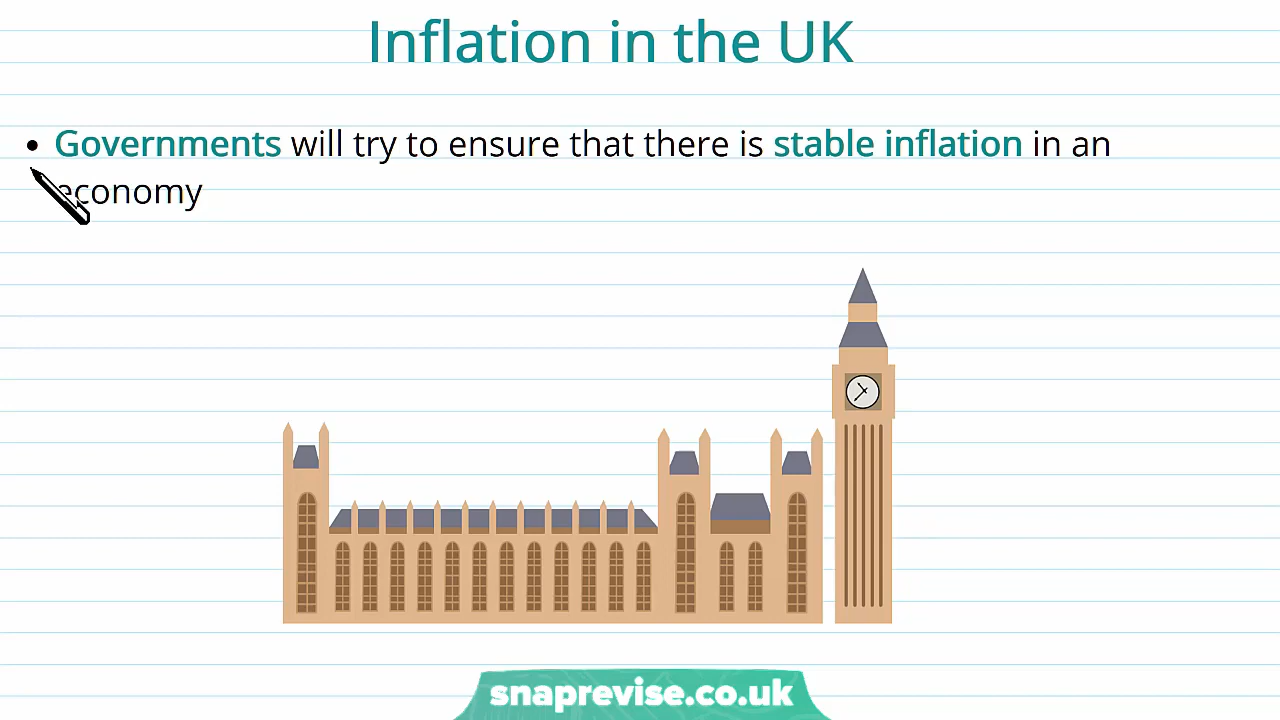 Inflation in the UK
• Governments will try to ensure that there is stable inflation in an
economy
snaprevise.co.uk